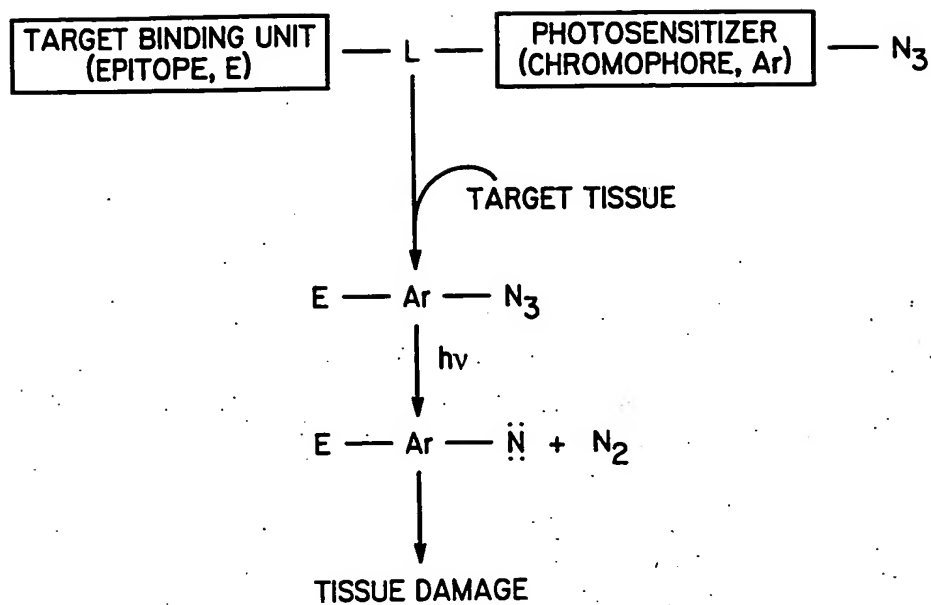 TARGET BINDING UNIT
(EPITOPE, E)
L
PHOTOSENSITIZER
(CHROMOPHORE, Ar)
N3
TARGET TISSUE
E — Ar — N3
hν
E — Ar — N̈ + N2
TISSUE DAMAGE